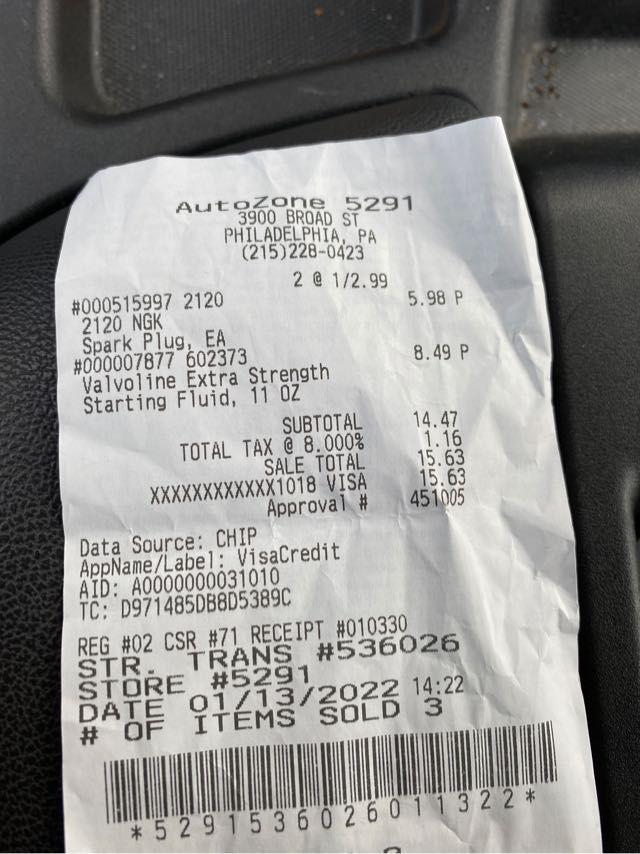 AutoZone 5291
3900 BROAD ST
PHILADELPHIA, PA
(215)228-0423
2 @ 1/2.99
#000515997 2120 5.98 P
2120 NGK
Spark Plug, EA
#000007877 602373 8.49 P
Valvoline Extra Strength
Starting Fluid, 11 OZ
SUBTOTAL 14.47
TOTAL TAX @ 8.000% 1.16
SALE TOTAL 15.63
XXXXXXXXXXXX1018 VISA 15.63
Approval # 451005
Data Source: CHIP
AppName/Label: VisaCredit
AID: A0000000031010
TC: D971485DB8D5389C
REG #02 CSR #71 RECEIPT #010330
STR. TRANS #536026
STORE #5291
DATE 01/13/2022 14:22
# OF ITEMS SOLD 3
*5291536026011322*